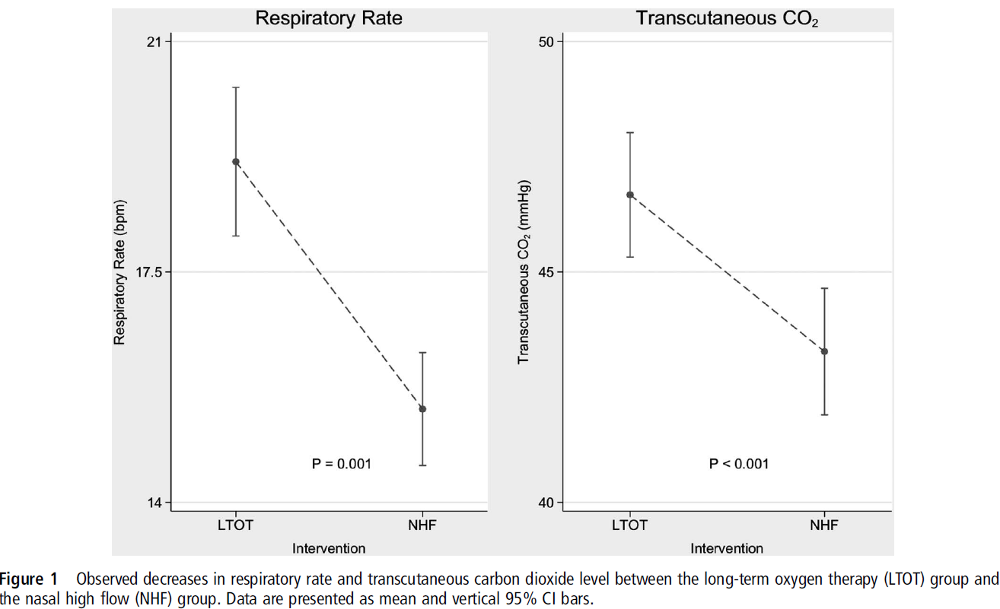 Respiratory Rate
21
17.5
14
Respiratory Rate (bpm)
P = 0.001
LTOT NHF
Intervention
Transcutaneous CO₂
50
45
40
Transcutaneous CO₂ (mmHg)
P < 0.001
LTOT NHF
Intervention
Figure 1 Observed decreases in respiratory rate and transcutaneous carbon dioxide level between the long-term oxygen therapy (LTOT) group and
the nasal high flow (NHF) group. Data are presented as mean and vertical 95% CI bars.